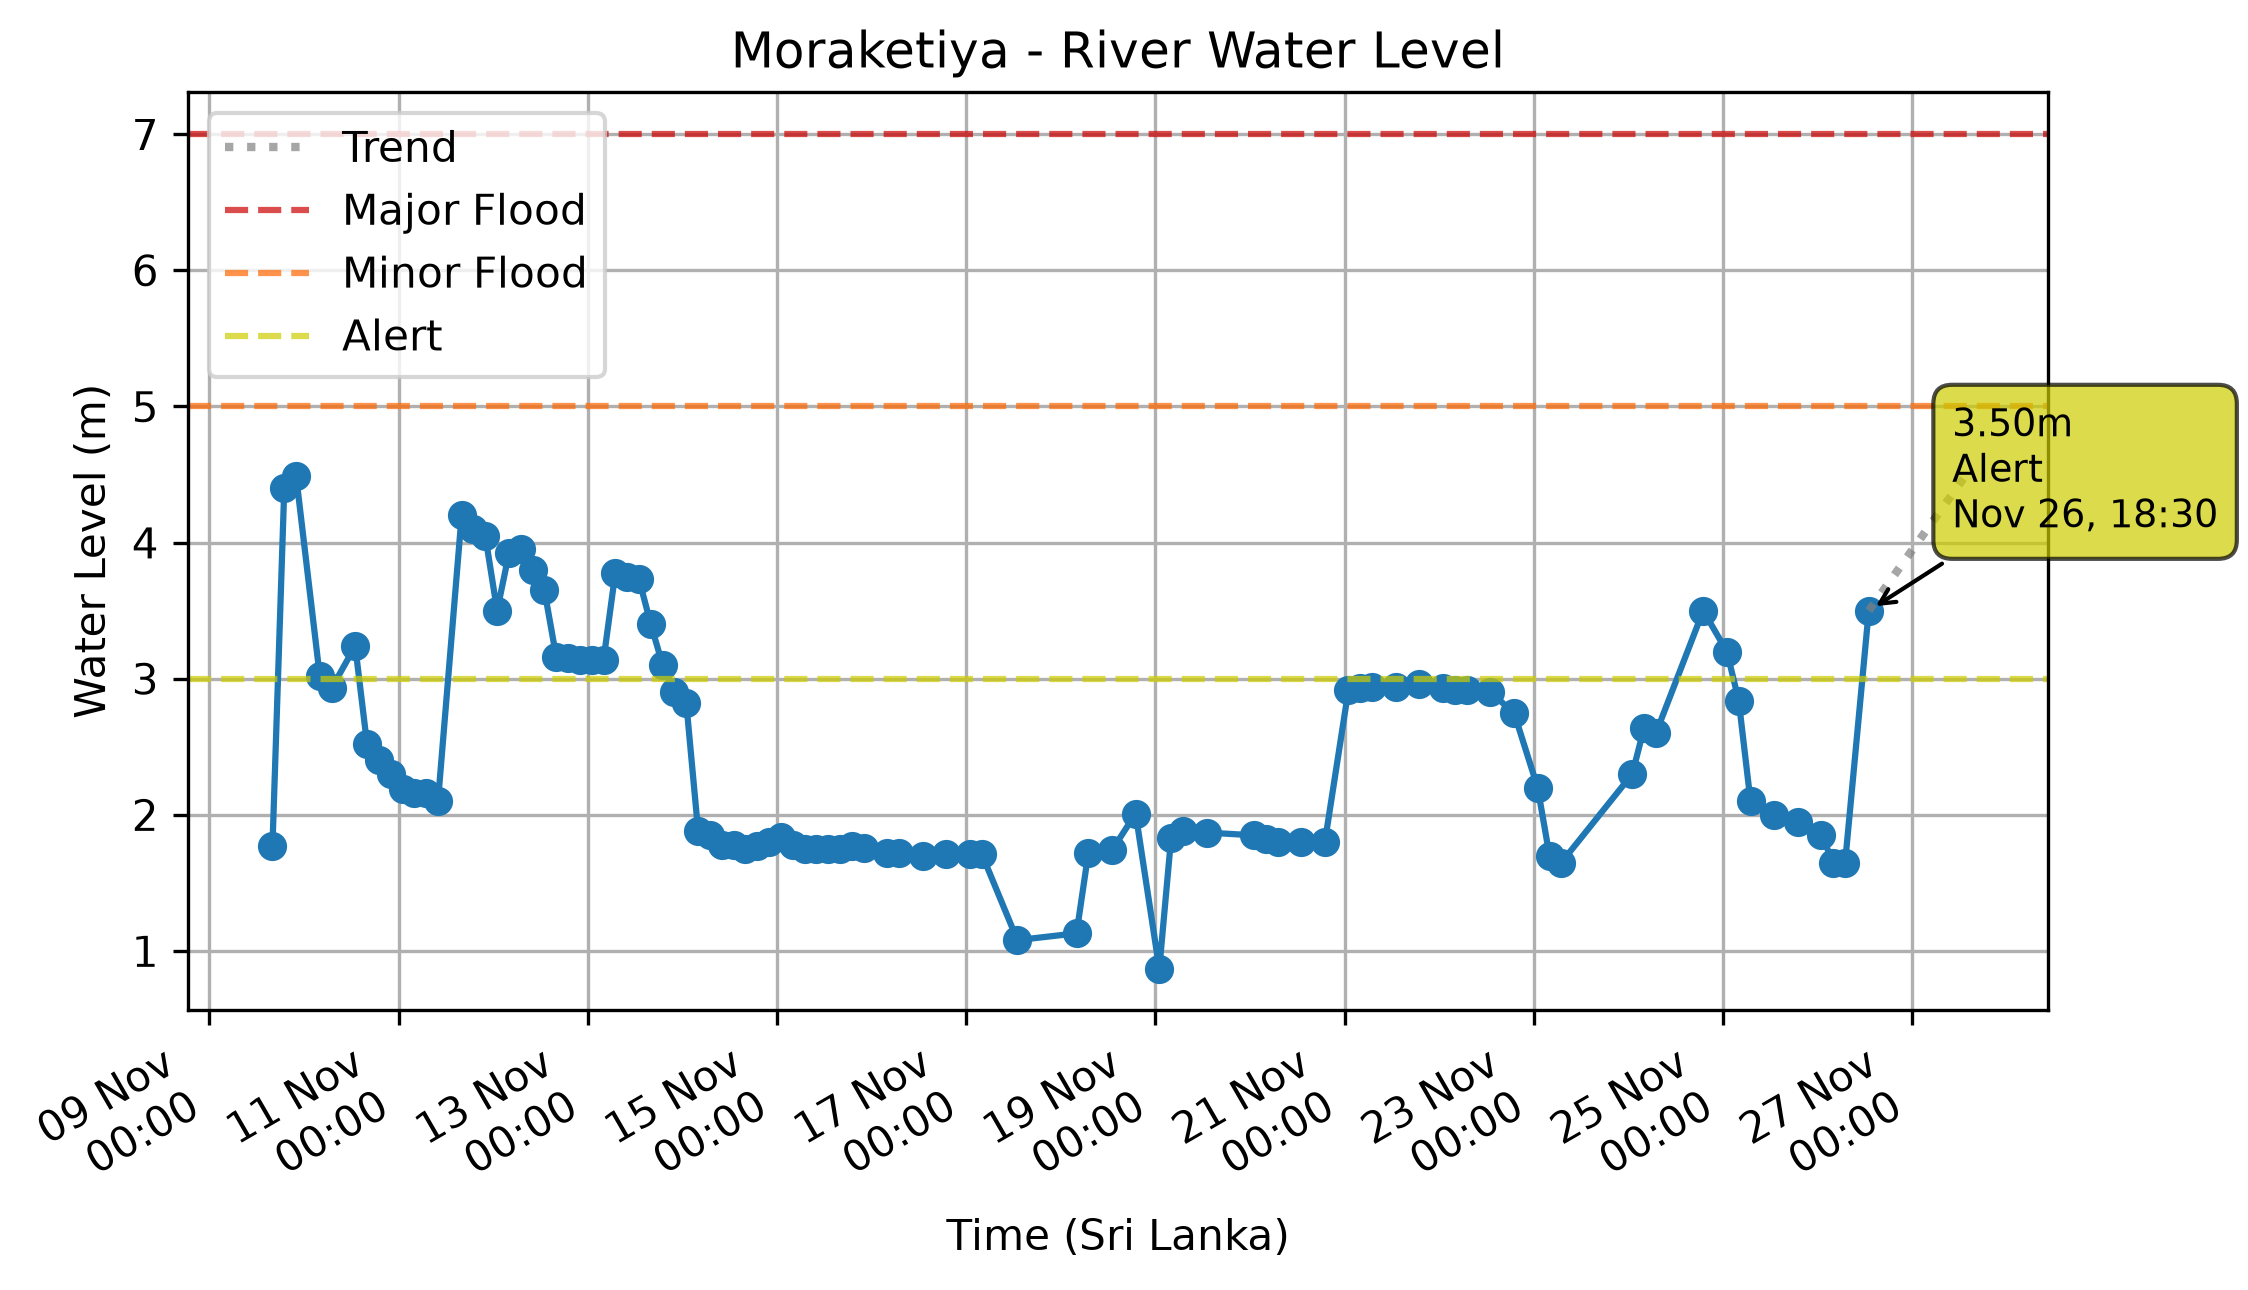 Moraketiya - River Water Level
Water Level (m)
7
6
5
4
3
2
1
Trend
Major Flood
Minor Flood
Alert
3.50m
Alert
Nov 26, 18:30
09 Nov
00:00
11 Nov
00:00
13 Nov
00:00
15 Nov
00:00
17 Nov
00:00
19 Nov
00:00
21 Nov
00:00
23 Nov
00:00
25 Nov
00:00
27 Nov
00:00
Time (Sri Lanka)